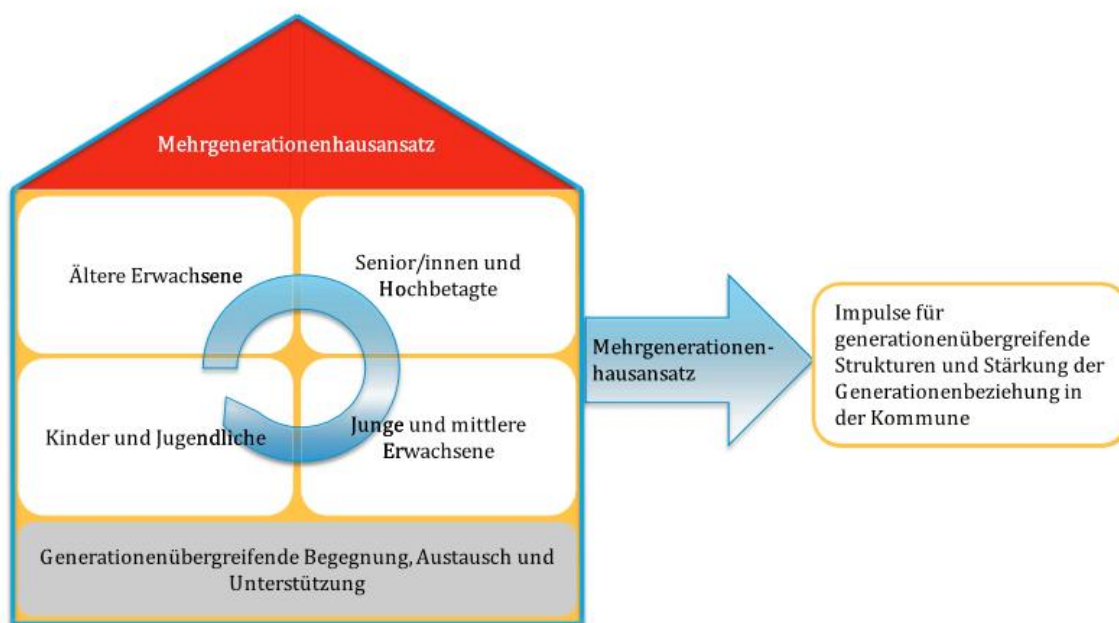 Mehrgenerationenhausansatz
Ältere Erwachsene
Senior/innen und
Hochbetagte
Kinder und Jugendliche
Junge und mittlere
Erwachsene
Generationenübergreifende Begegnung, Austausch und
Unterstützung
Mehrgenerationen-
hausansatz
Impulse für
generationenübergreifende
Strukturen und Stärkung der
Generationenbeziehung in
der Kommune